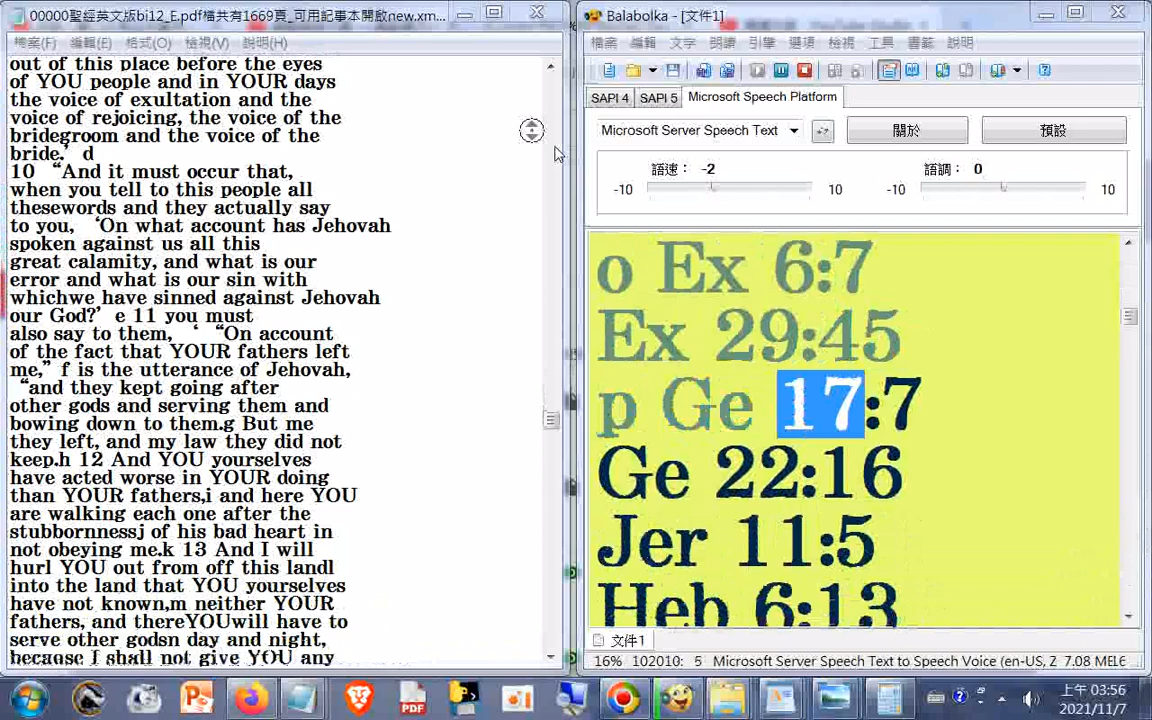 00000聖經英文版bi12_E.pdf檔共有1669頁_可用記事本開啟new.xm...
檔案(F) 編輯(E) 格式(O) 檢視(V) 說明(H)
out of this place before the eyes
of YOU people and in YOUR days
the voice of exultation and the
voice of rejoicing, the voice of the
bridegroom and the voice of the
bride.’ d
10 “And it must occur that,
when you tell to this people all
thesewords and they actually say
to you, ‘On what account has Jehovah
spoken against us all this
great calamity, and what is our
error and what is our sin with
whichwe have sinned against Jehovah
our God?’ e 11 you must
also say to them, ‘ “On account
of the fact that YOUR fathers left
me,” f is the utterance of Jehovah,
“and they kept going after
other gods and serving them and
bowing down to them.g But me
they left, and my law they did not
keep.h 12 And YOU yourselves
have acted worse in YOUR doing
than YOUR fathers,i and here YOU
are walking each one after the
stubbornnessj of his bad heart in
not obeying me.k 13 And I will
hurl YOU out from off this landl
into the land that YOU yourselves
have not known,m neither YOUR
fathers, and thereYOUwill have to
serve other godsn day and night,
because I shall not give YOU any
Balabolka - [文件1]
檔案 編輯 文字 朗讀 引擎 選項 檢視 工具 書籤 說明
SAPI 4 SAPI 5 Microsoft Speech Platform
Microsoft Server Speech Text 關於 預設
語速： -2 語調： 0
-10 10 -10 10
o Ex 6:7
Ex 29:45
p Ge 17:7
Ge 22:16
Jer 11:5
Heb 6:13
文件1
16% 102010: 5 Microsoft Server Speech Text to Speech Voice (en-US, Z 7.08 MEL6
PDF
上午 03:56
2021/11/7